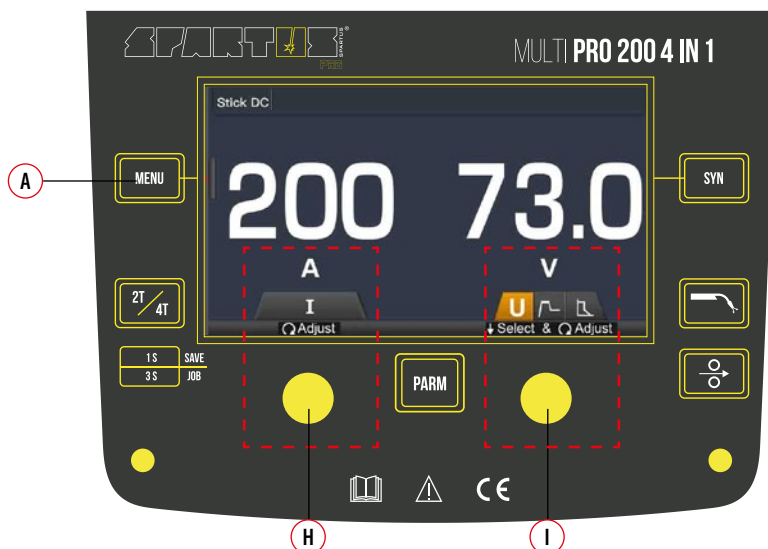 SPARTUS®
SPARTUS
PRO
MULTI PRO 200 4 IN 1
Stick DC
A
MENU
SYN
200
73.0
A
V
I
U
Adjust
Select & Adjust
2T/4T
1 S SAVE
3 S JOB
PARM
CE
H
I